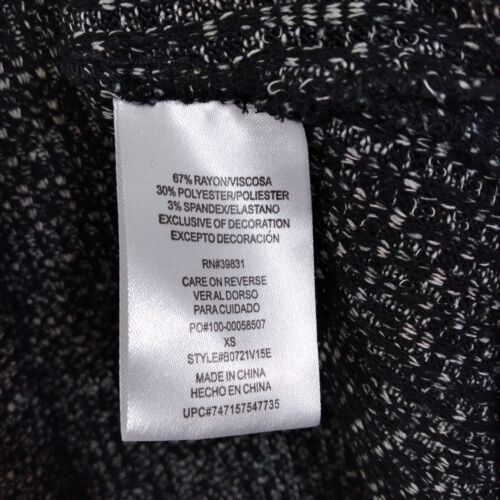 67% RAYON/VISCOSA
30% POLYESTER/POLIESTER
3% SPANDEX/ELASTANO
EXCLUSIVE OF DECORATION
EXCEPTO DECORACIÓN
RN#39831
CARE ON REVERSE
VER AL DORSO
PARA CUIDADO
PO#100-00058507
XS
STYLE#B0721V15E
MADE IN CHINA
HECHO EN CHINA
UPC#747157547735